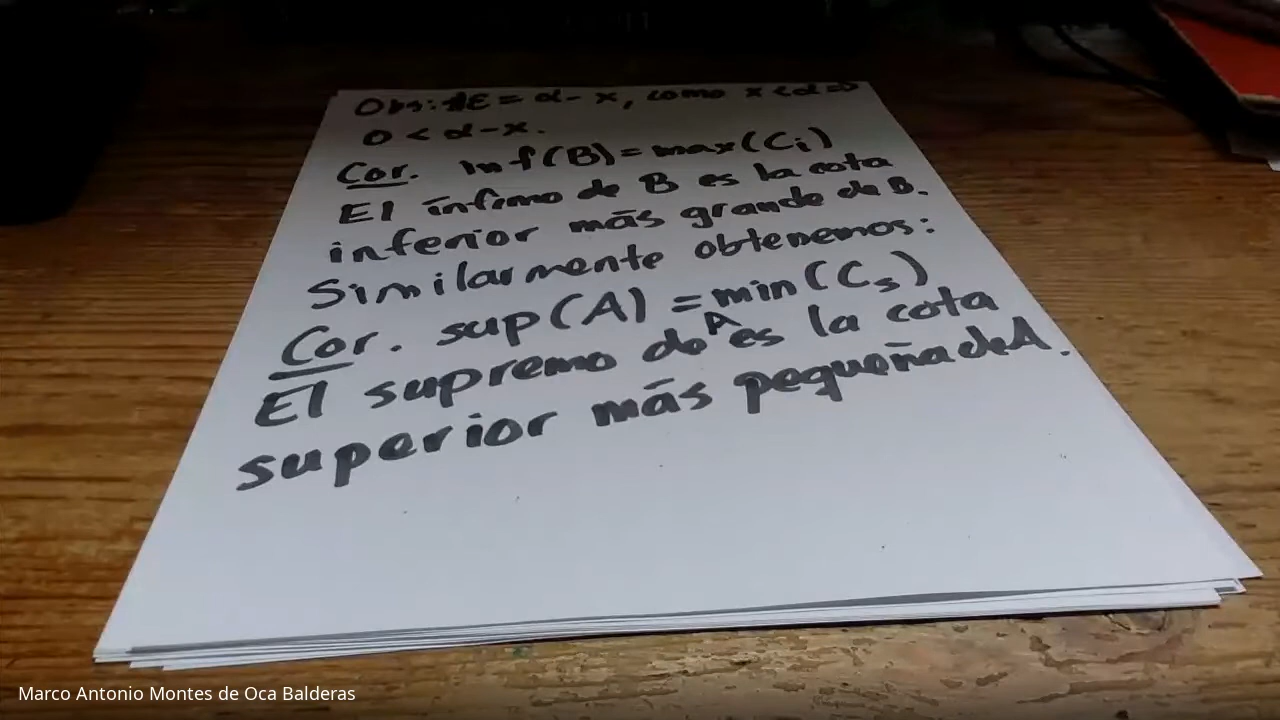 Obs: ε = α - x, como x < α ⇒
0 < α - x.
Cor. inf(B) = max(Ci)
El ínfimo de B es la cota
inferior más grande de B.
Similarmente obtenemos:
Cor. sup(A) = min(Cs)
El supremo de A es la cota
superior más pequeña de A.
Marco Antonio Montes de Oca Balderas